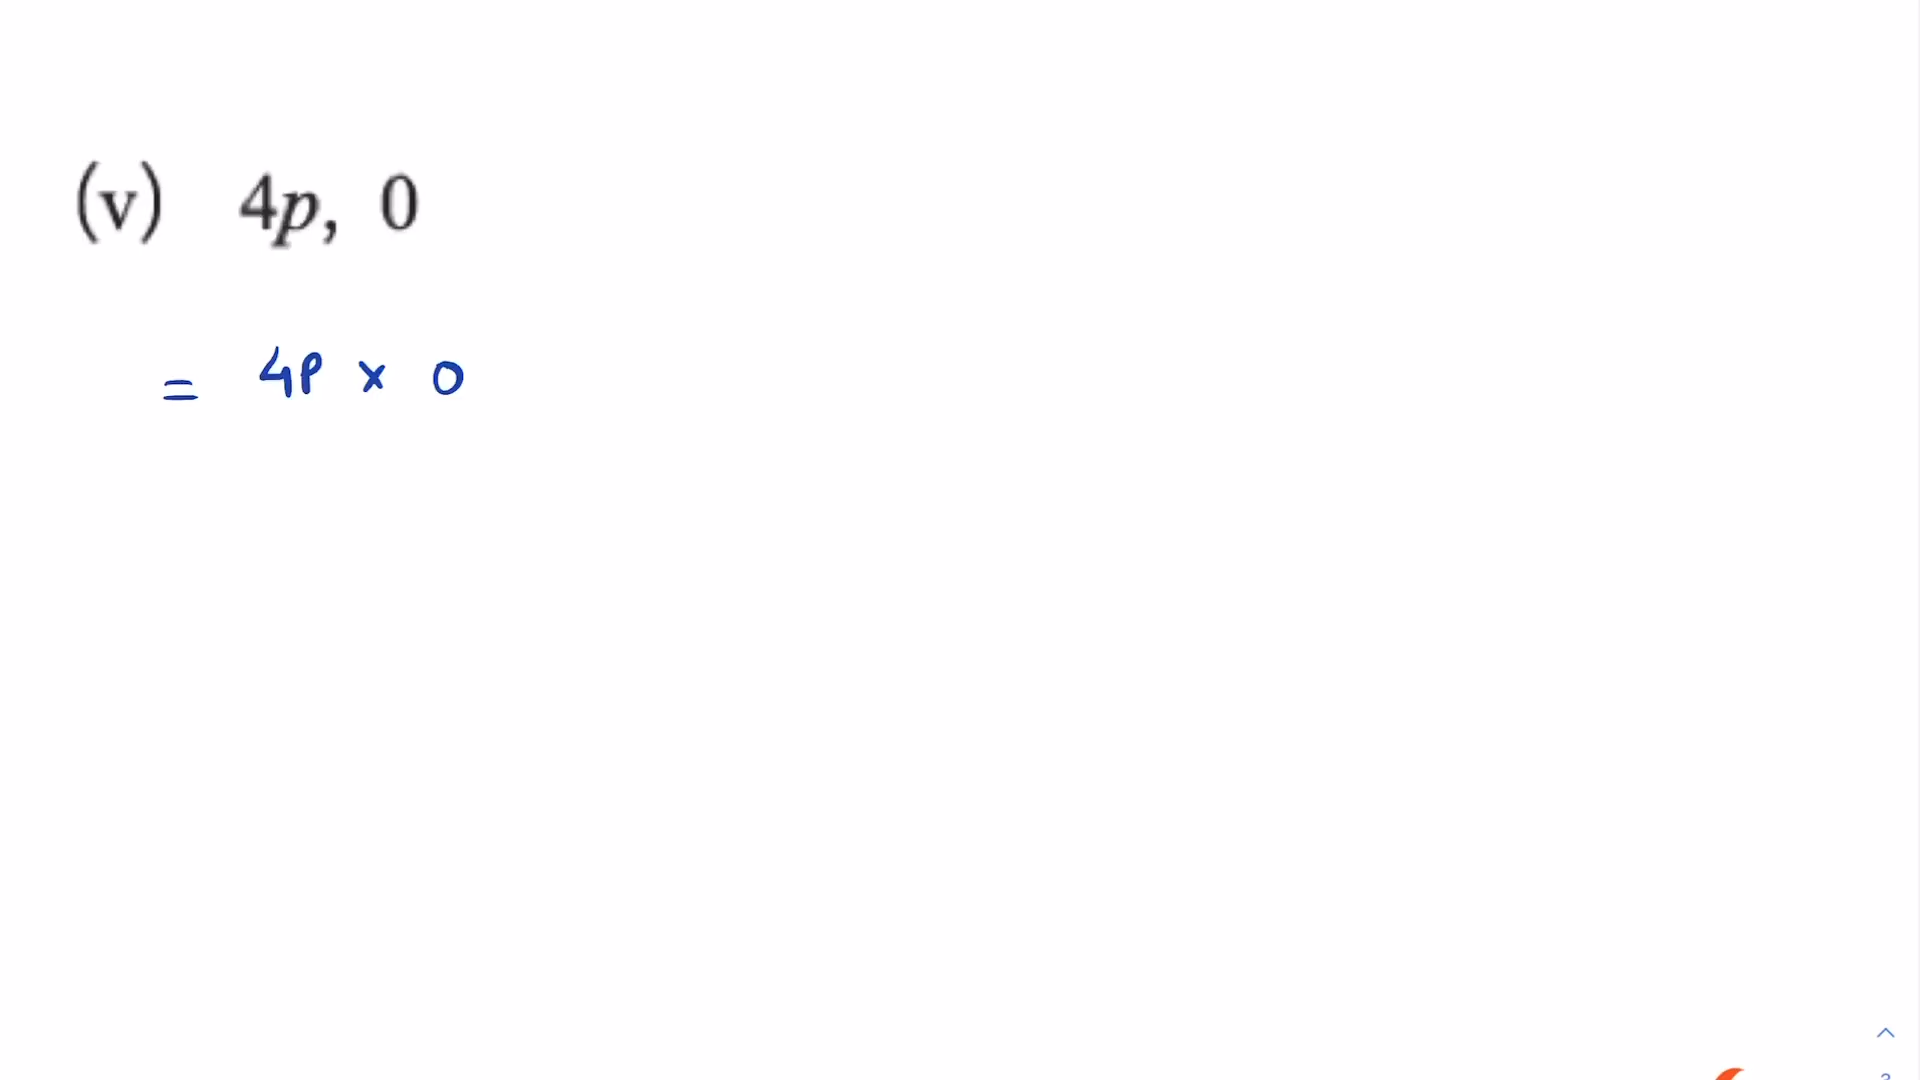 (v) 4p, 0
= 4P × 0